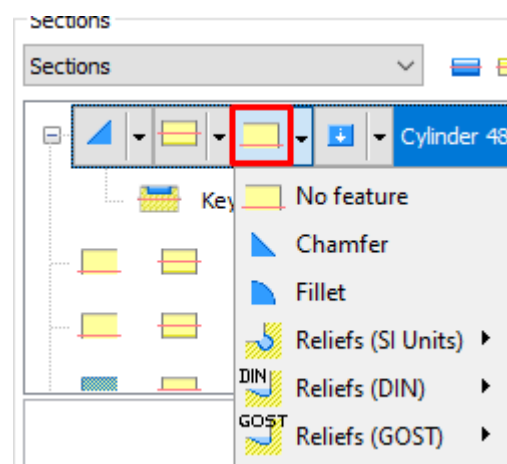 Sections
Sections
Cylinder 48
Key
No feature
Chamfer
Fillet
Reliefs (SI Units)
DIN
Reliefs (DIN)
GOST
Reliefs (GOST)